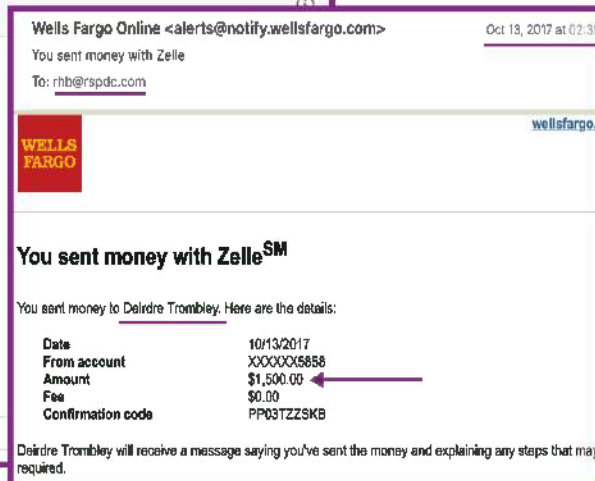 Wells Fargo Online <alerts@notify.wellsfargo.com> Oct 13, 2017 at 02:35
You sent money with Zelle
To: rhb@rspdc.com
wellsfargo.
WELLS
FARGO
You sent money with Zelle℠
You sent money to Deirdre Trombley. Here are the details:
Date 10/13/2017
From account XXXXXX5858
Amount $1,500.00
Fee $0.00
Confirmation code PP03TZZSKB
Deirdre Trombley will receive a message saying you've sent the money and explaining any steps that may
required.